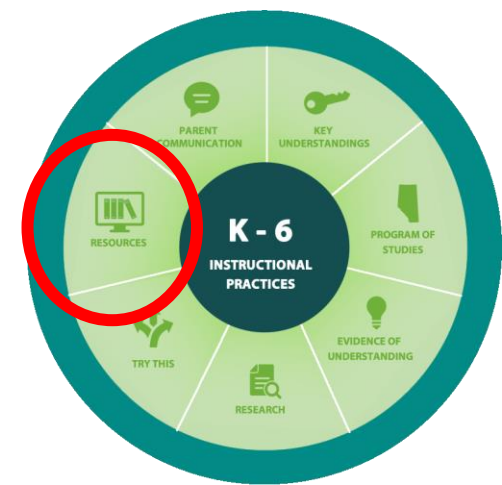 PARENT
COMMUNICATION
KEY
UNDERSTANDINGS
RESOURCES
K - 6
INSTRUCTIONAL
PRACTICES
PROGRAM OF
STUDIES
TRY THIS
EVIDENCE OF
UNDERSTANDING
RESEARCH